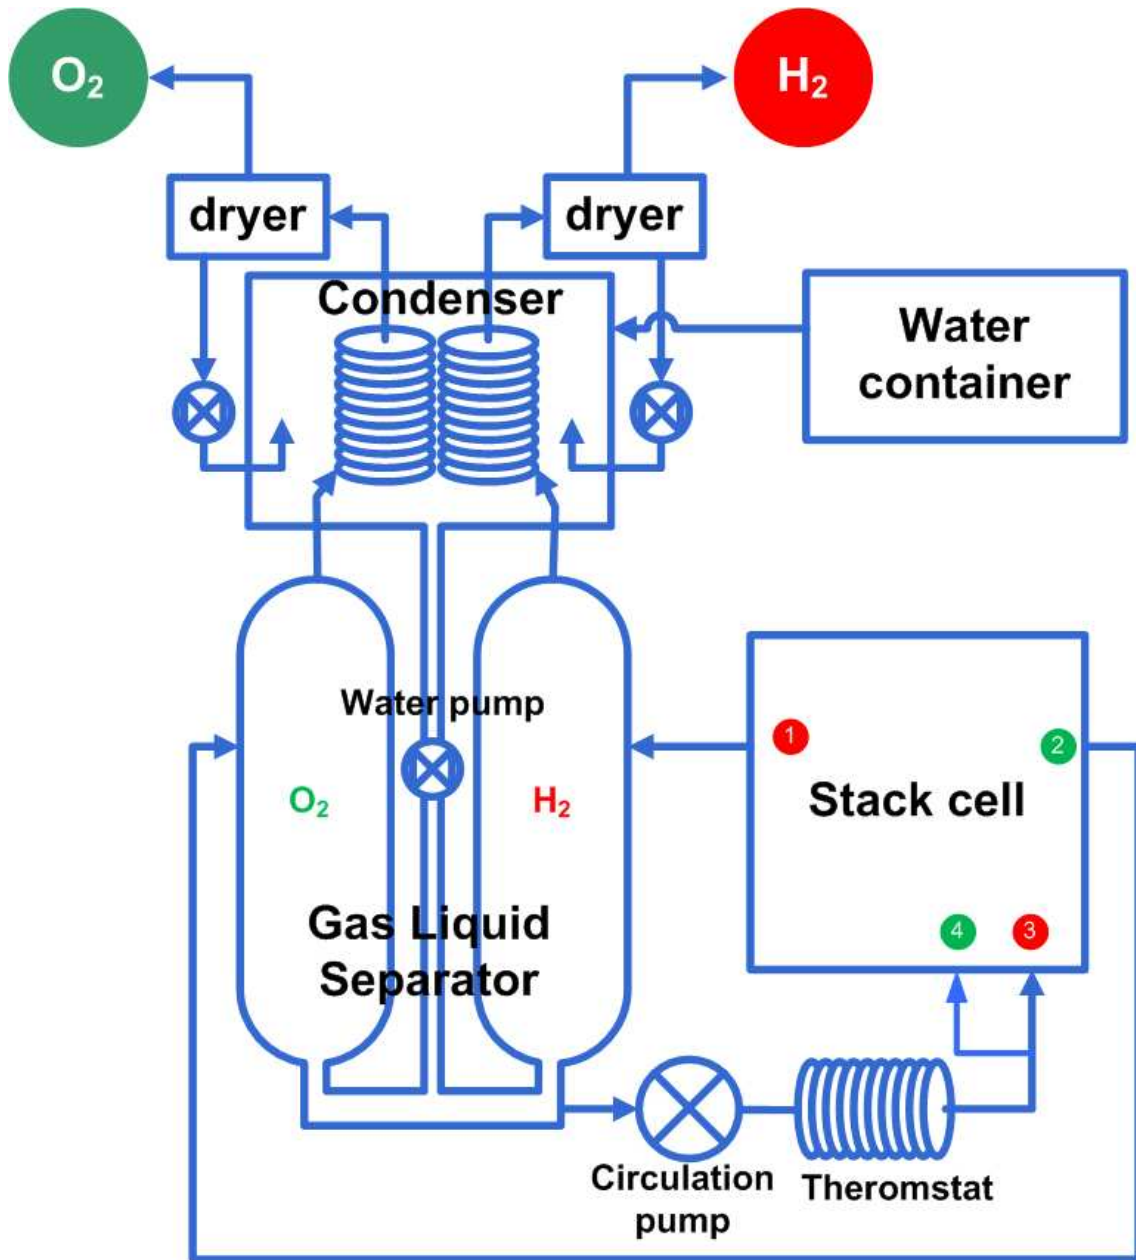 O₂
H₂
dryer
dryer
Condenser
Water
container
Water pump
O₂
H₂
Gas Liquid
Separator
1
2
Stack cell
4
3
Circulation
pump
Theromstat